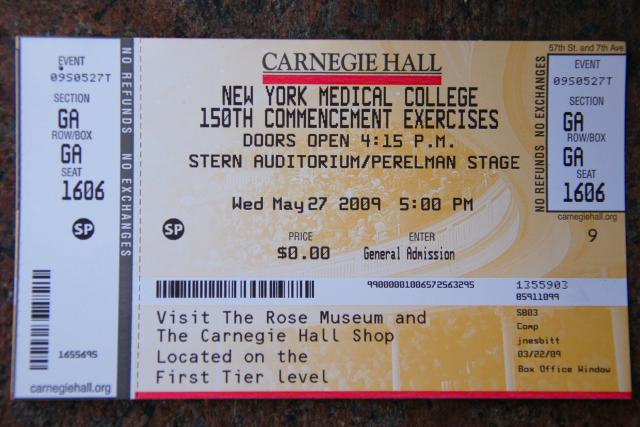 EVENT
09S0527T
SECTION
GA
ROW/BOX
GA
SEAT
1606
SP
1655695
carnegiehall.org
NO REFUNDS NO EXCHANGES
CARNEGIE HALL
NEW YORK MEDICAL COLLEGE
150TH COMMENCEMENT EXERCISES
DOORS OPEN 4:15 P.M.
STERN AUDITORIUM/PERELMAN STAGE
Wed May 27 2009 5:00 PM
SP
PRICE ENTER
$0.00 General Admission
99000001006572563295
Visit The Rose Museum and
The Carnegie Hall Shop
Located on the
First Tier level
57th St. and 7th Ave.
NO REFUNDS NO EXCHANGES
EVENT
09S0527T
SECTION
GA
ROW/BOX
GA
SEAT
1606
carnegiehall.org
9
1355903
85911099
SB03
Comp
jnesbitt
03/22/09
Box Office Window